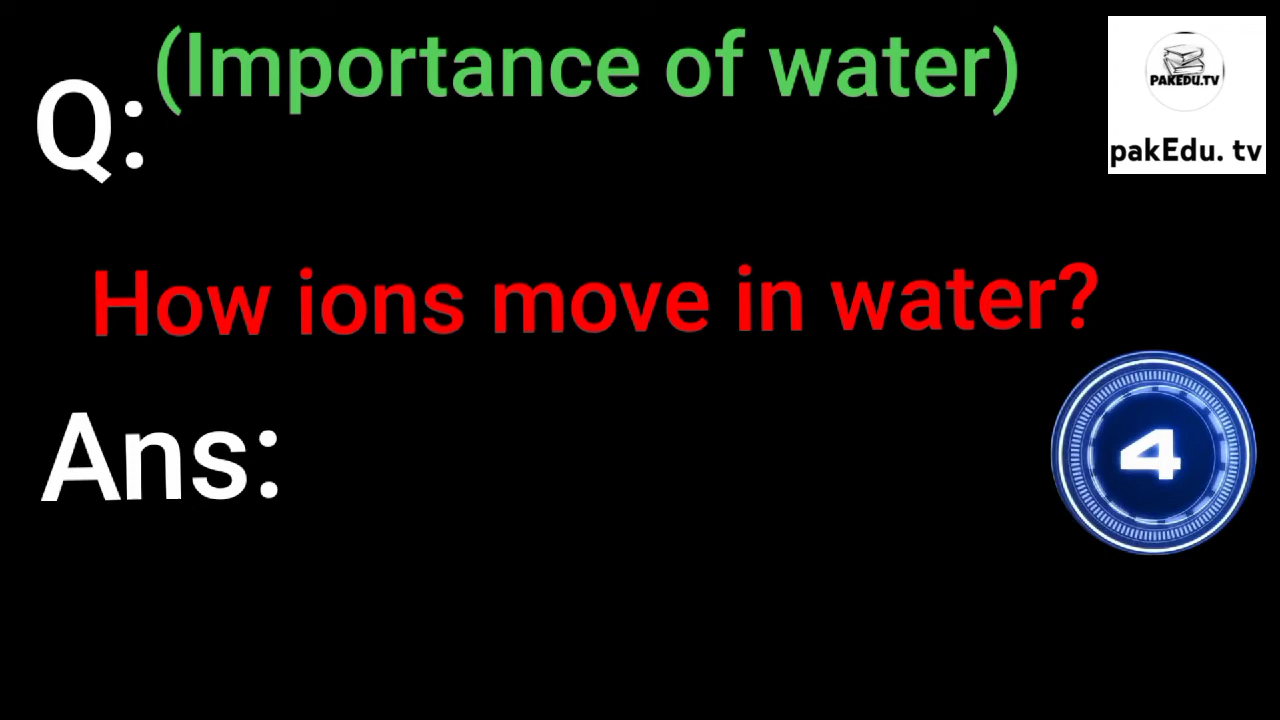 (Importance of water)
Q:
PAKEDU.TV
pakEdu. tv
How ions move in water?
Ans:
4